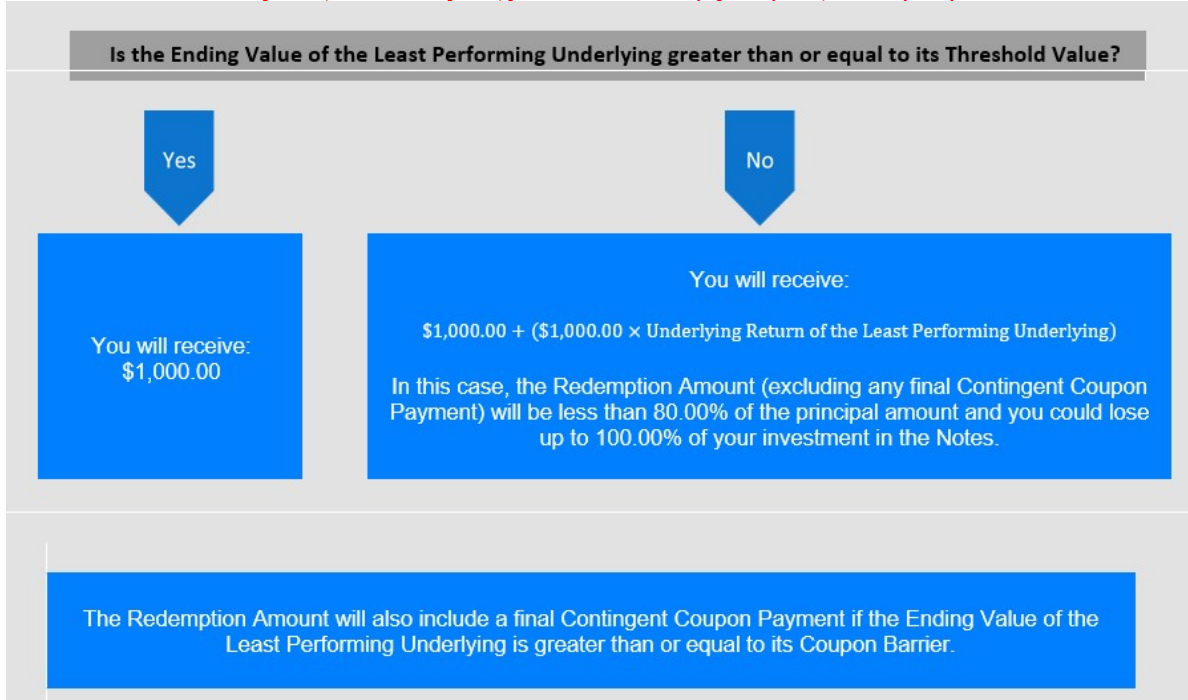 Is the Ending Value of the Least Performing Underlying greater than or equal to its Threshold Value?
Yes
No
You will receive:
$1,000.00
You will receive:
$1,000.00 + ($1,000.00 × Underlying Return of the Least Performing Underlying)
In this case, the Redemption Amount (excluding any final Contingent Coupon
Payment) will be less than 80.00% of the principal amount and you could lose
up to 100.00% of your investment in the Notes.
The Redemption Amount will also include a final Contingent Coupon Payment if the Ending Value of the
Least Performing Underlying is greater than or equal to its Coupon Barrier.